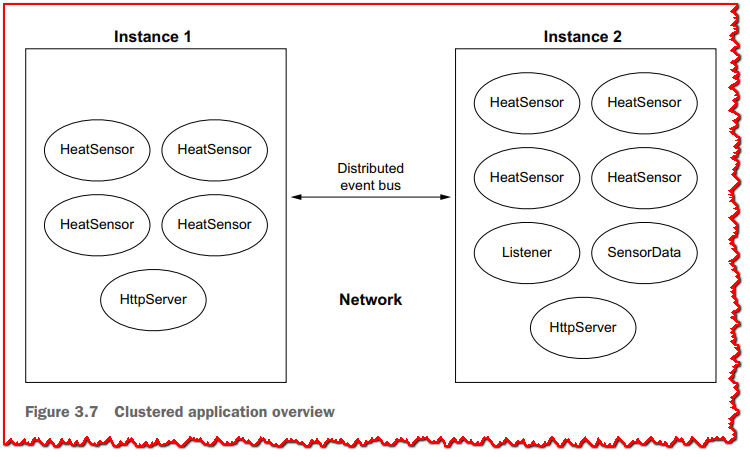 Instance 1
HeatSensor HeatSensor
HeatSensor HeatSensor
HttpServer
Distributed
event bus
Network
Instance 2
HeatSensor HeatSensor
HeatSensor HeatSensor
Listener SensorData
HttpServer
Figure 3.7 Clustered application overview